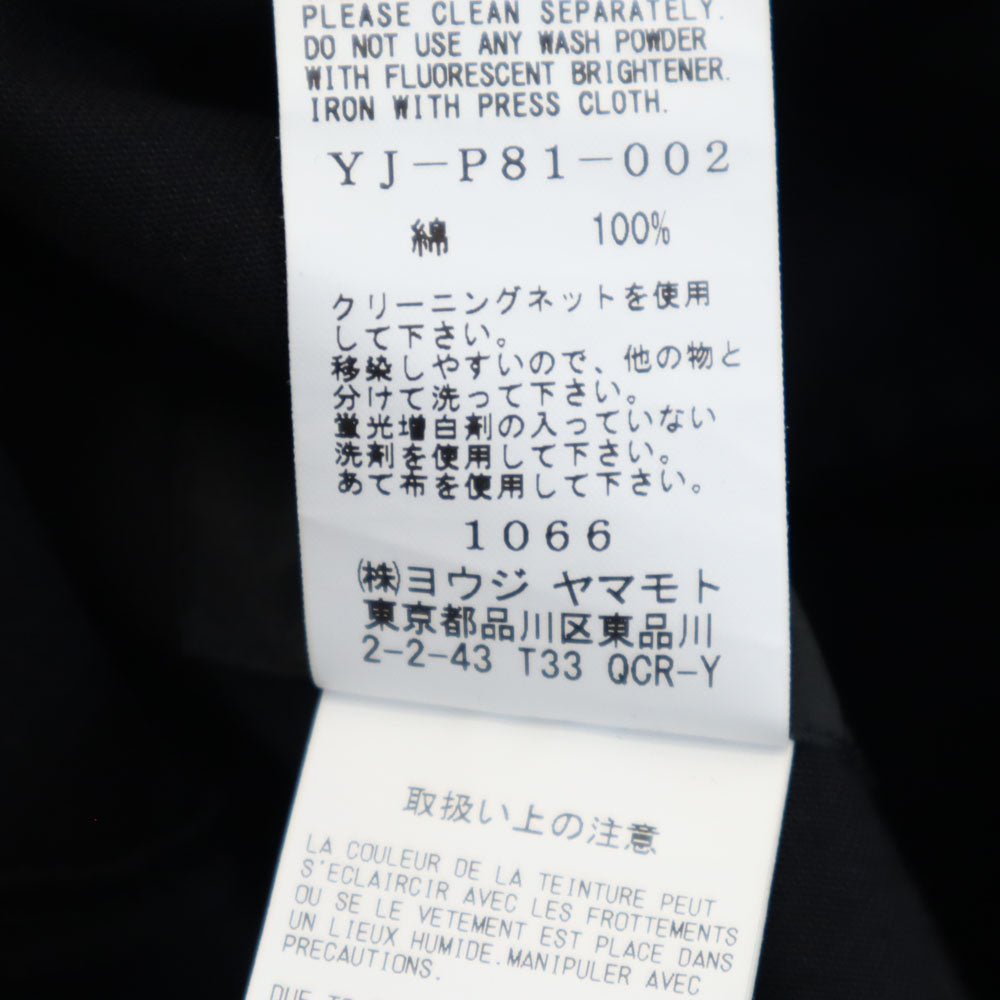 PLEASE CLEAN SEPARATELY.
DO NOT USE ANY WASH POWDER
WITH FLUORESCENT BRIGHTENER.
IRON WITH PRESS CLOTH.
YJ-P81-002
綿 100%
クリーニングネットを使用
して下さい。
移染しやすいので、他の物と
分けて洗って下さい。
蛍光増白剤の入っていない
洗剤を使用して下さい。
あて布を使用して下さい。
1066
㈱ヨウジ ヤマモト
東京都品川区東品川
2-2-43 T33 QCR-Y
取扱い上の注意
LA COULEUR DE LA TEINTURE PEUT
S'ECLAIRCIR AVEC LES FROTTEMENTS
OU SE LE VETEMENT EST PLACE DANS
UN LIEUX HUMIDE.MANIPULER AVEC
PRECAUTIONS.
DUE